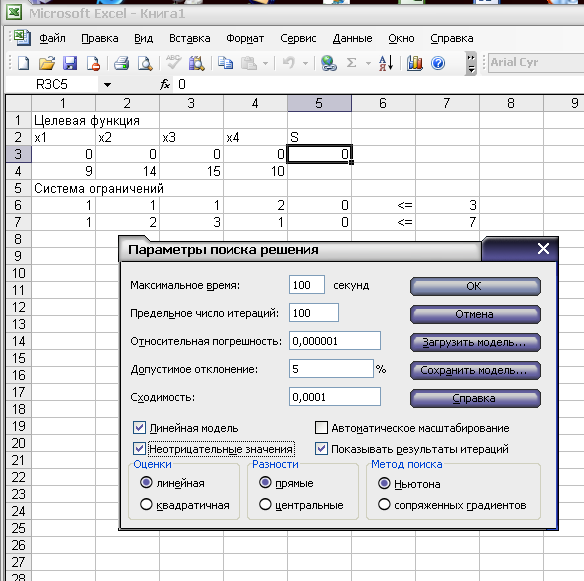 Microsoft Excel - Книга1
Файл Правка Вид Вставка Формат Сервис Данные Окно Справка
Arial Cyr
R3C5 fx 0
1 2 3 4 5 6 7 8 9
1 Целевая функция
2 x1 x2 x3 x4 S
3 0 0 0 0 0
4 9 14 15 10
5 Система ограничений
6 1 1 1 2 0 <= 3
7 1 2 3 1 0 <= 7
8
9
10
11
12
13
14
15
16
17
18
19
20
21
22
23
24
25
26
27
28
Параметры поиска решения
Максимальное время: 100 секунд ОК
Предельное число итераций: 100 Отмена
Относительная погрешность: 0,000001 Загрузить модель...
Допустимое отклонение: 5 % Сохранить модель...
Сходимость: 0,0001 Справка
Линейная модель Автоматическое масштабирование
Неотрицательные значения Показывать результаты итераций
Оценки Разности Метод поиска
линейная прямые Ньютона
квадратичная центральные сопряженных градиентов